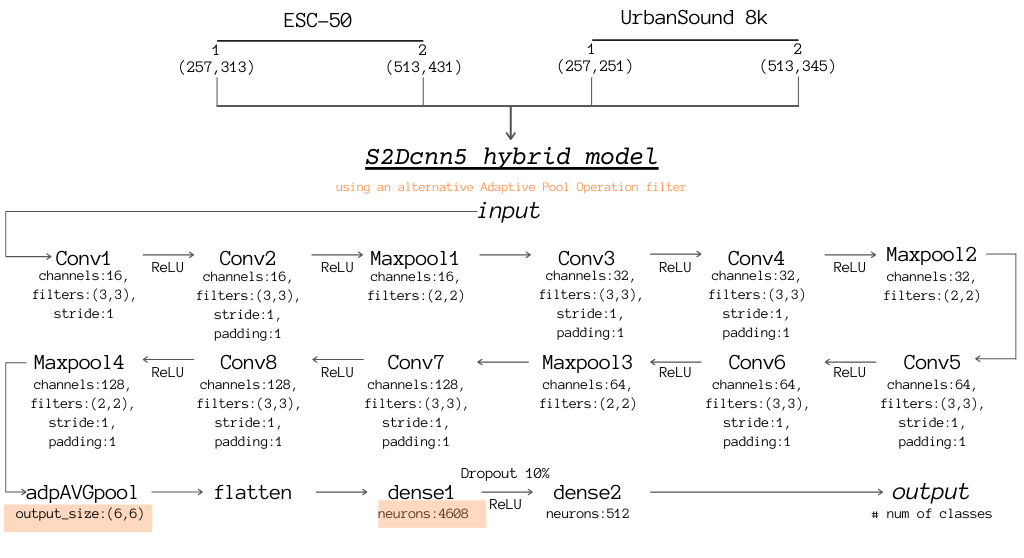 ESC-50
UrbanSound 8k
1
2
1
2
(257,313)
(513,431)
(257,251)
(513,345)
S2Dcnn5 hybrid model
using an alternative Adaptive Pool Operation filter
input
Conv1
channels:16,
filters:(3,3),
stride:1,
ReLU
Conv2
channels:16,
filters:(3,3),
stride:1,
padding:1
ReLU
Maxpool1
channels:16,
filters:(2,2)
Conv3
channels:32,
filters:(3,3),
stride:1,
padding:1
ReLU
Conv4
channels:32,
filters:(3,3)
stride:1,
padding:1
ReLU
Maxpool2
channels:32,
filters:(2,2)
Conv5
channels:64,
filters:(3,3),
stride:1,
padding:1
ReLU
Conv6
channels:64,
filters:(3,3),
stride:1,
padding:1
ReLU
Maxpool3
channels:64,
filters:(2,2)
Conv7
channels:128,
filters:(3,3),
stride:1,
padding:1
ReLU
Conv8
channels:128,
filters:(3,3),
stride:1,
padding:1
ReLU
Maxpool4
channels:128,
filters:(2,2),
stride:1,
padding:1
adpAVGpool
output_size:(6,6)
flatten
dense1
neurons:4608
Dropout 10%
ReLU
dense2
neurons:512
output
# num of classes